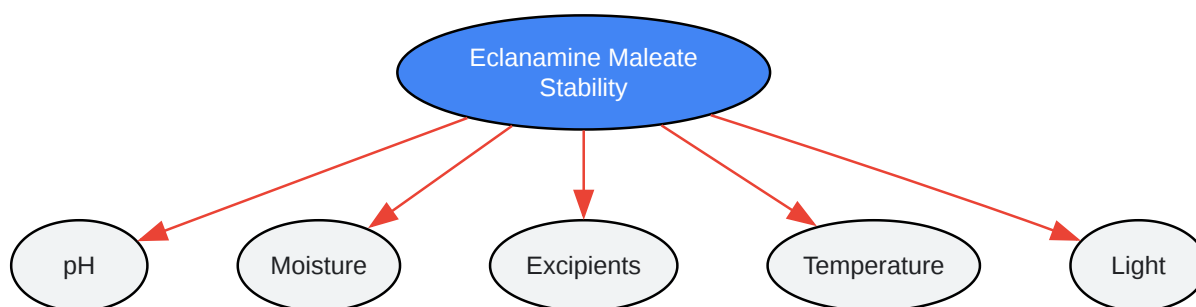 Eclanamine Maleate
Stability
pH
Moisture
Excipients
Temperature
Light